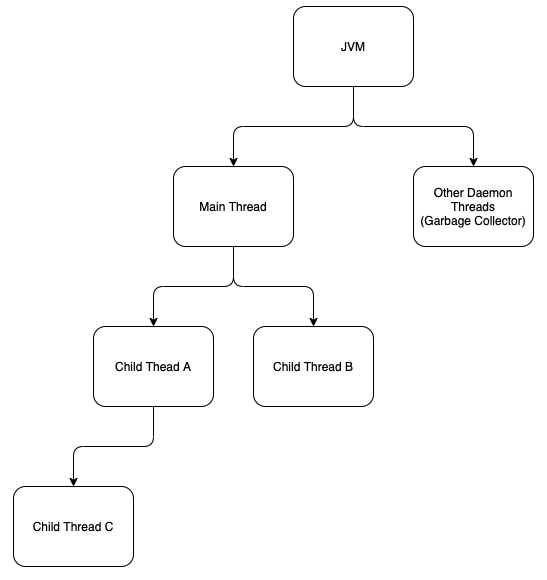 JVM
Main Thread
Other Daemon
Threads
(Garbage Collector)
Child Thead A
Child Thread B
Child Thread C